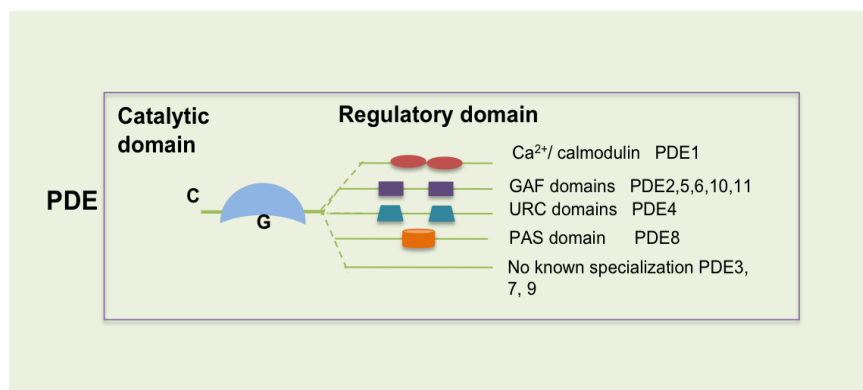 Catalytic
domain
Regulatory domain
Ca²⁺/ calmodulin PDE1
GAF domains PDE2,5,6,10,11
URC domains PDE4
PAS domain PDE8
No known specialization PDE3,
7, 9
PDE
C
G